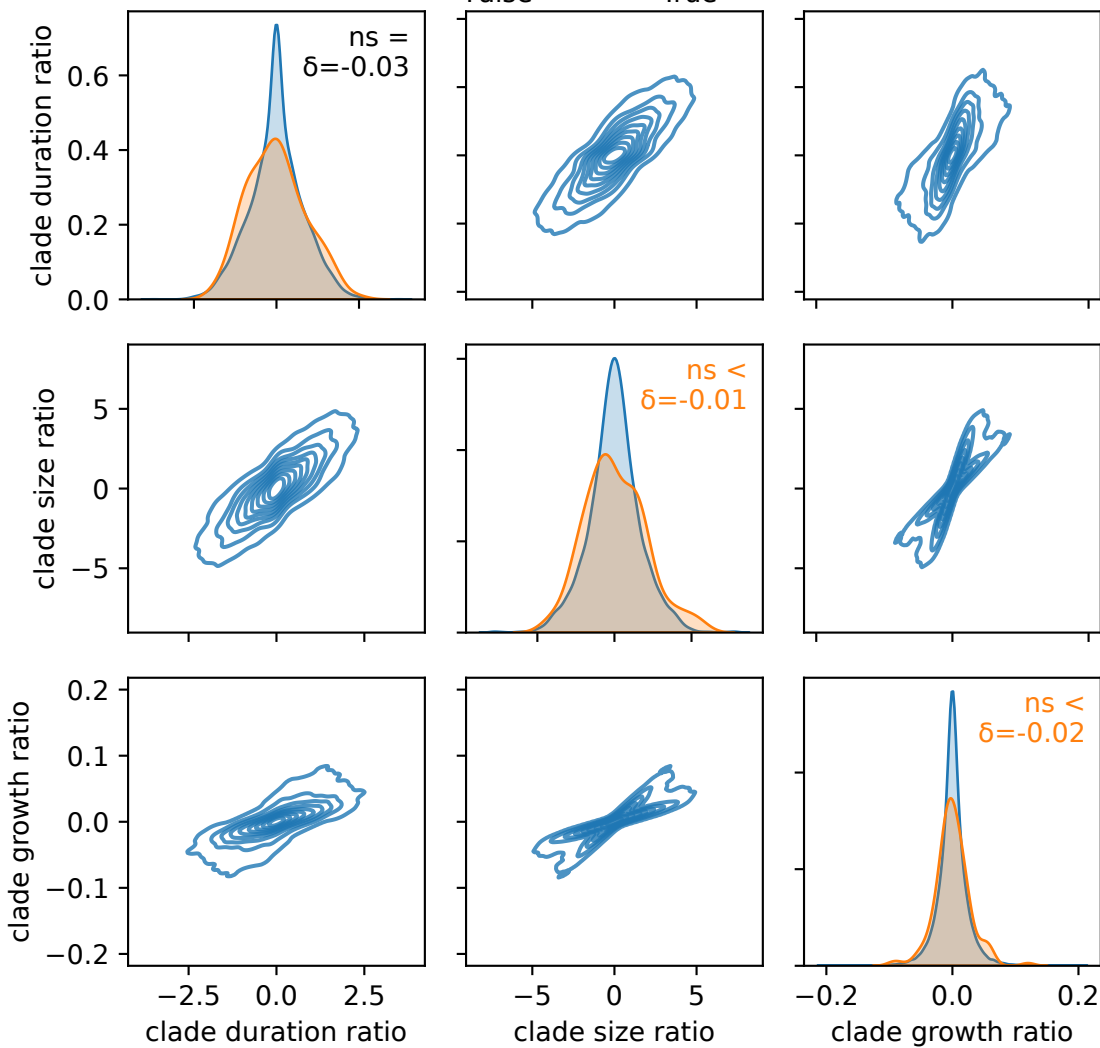 clade duration ratio
0.6
0.4
0.2
0.0
ns =
δ=-0.03
clade size ratio
5
0
−5
ns <
δ=-0.01
clade growth ratio
0.2
0.1
0.0
−0.1
−0.2
ns <
δ=-0.02
−2.5 0.0 2.5
−5 0 5
−0.2 0.0 0.2
clade duration ratio
clade size ratio
clade growth ratio